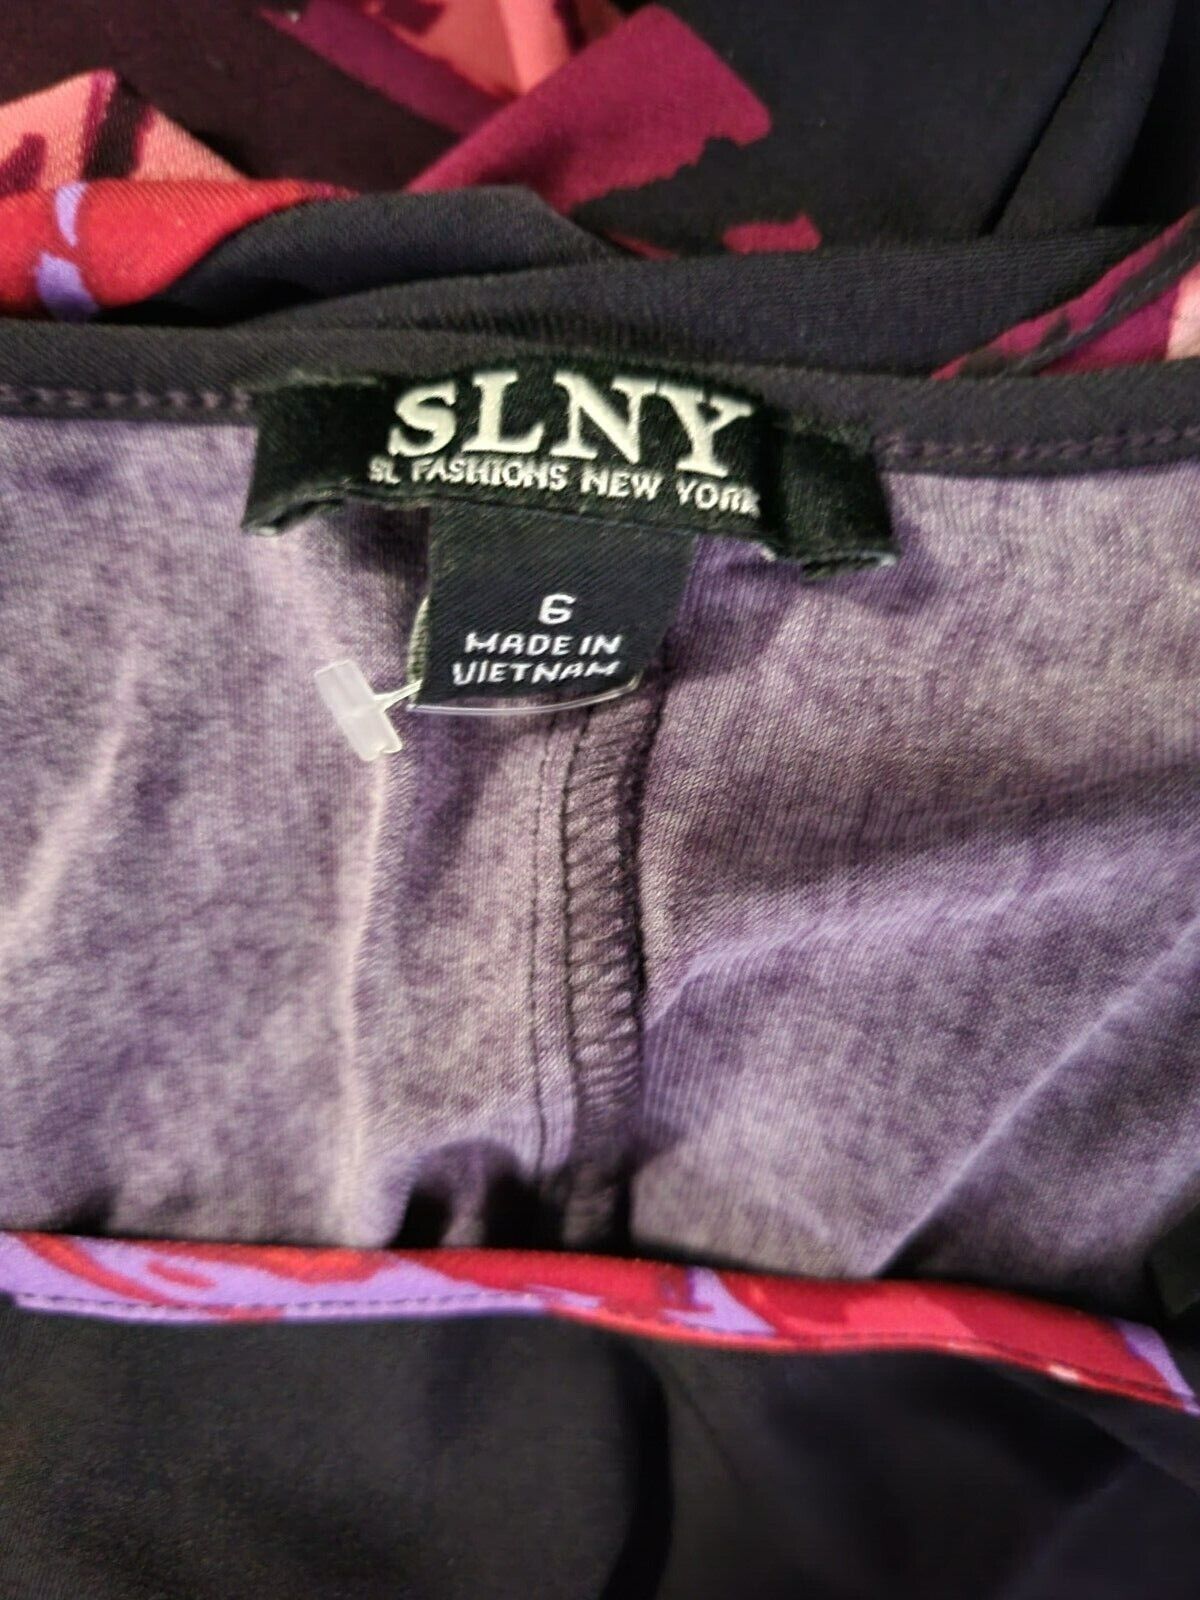 SLNY
SL FASHIONS NEW YORK
6
MADE IN
VIETNAM